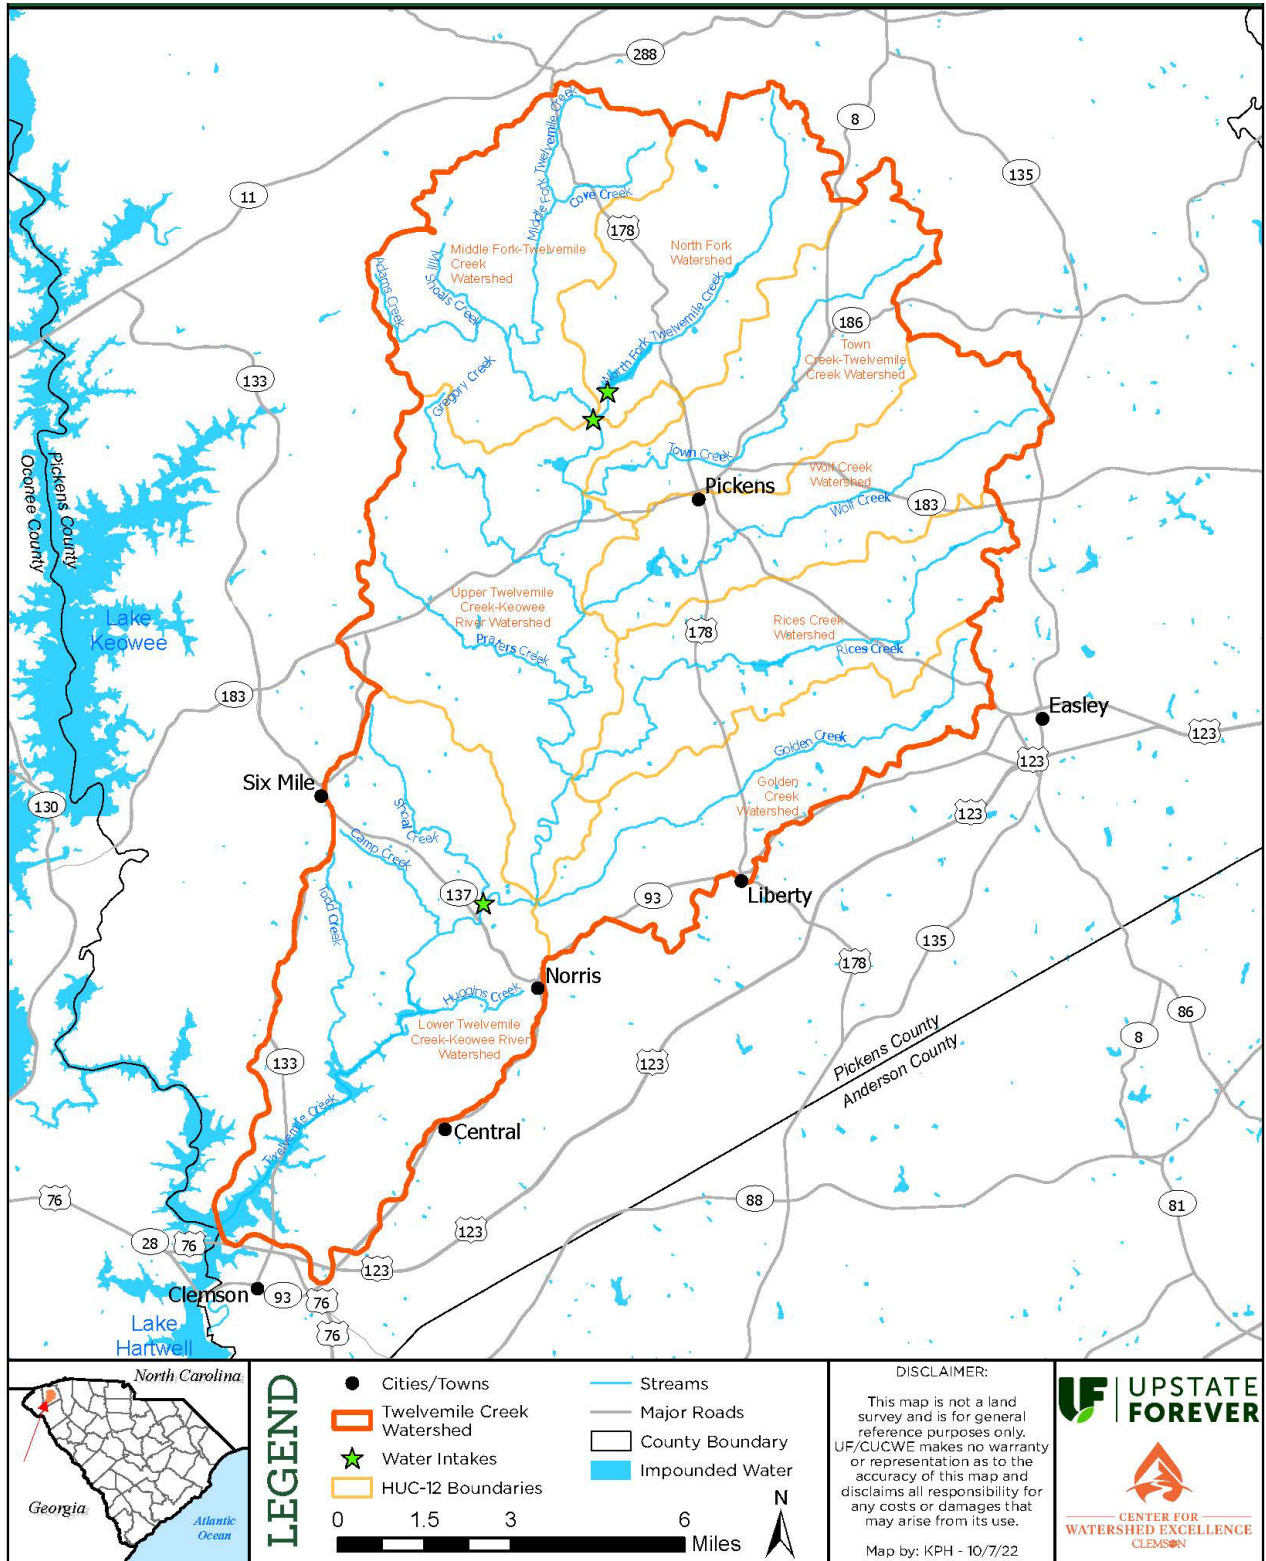 288
8
135
11
Middle Fork Twelvemile Creek
Cove Creek
178
Middle Fork-Twelvemile
Creek
Watershed
North Fork
Watershed
Adams Creek
Mill
Shoals Creek
North Fork Twelvemile Creek
186
Town
Creek-Twelvemile
Creek Watershed
133
Gregory Creek
Town Creek
Wolf Creek
Watershed
Pickens
Wolf Creek
183
Pickens County
Oconee County
Lake
Keowee
Upper Twelvemile
Creek-Keowee
River Watershed
Praters Creek
178
Rices Creek
Watershed
Rices Creek
183
Easley
123
Golden Creek
123
Six Mile
Golden
Creek
Watershed
130
123
Shoal Creek
Camp Creek
137
93
Liberty
Todd Creek
135
178
Norris
Huggins Creek
86
8
Lower Twelvemile
Creek-Keowee River
Watershed
Pickens County
Anderson County
133
123
Twelvemile Creek
Central
76
88
81
28
76
123
123
Clemson
93
76
76
Lake
Hartwell
North Carolina
Georgia
Atlantic
Ocean
LEGEND
Cities/Towns
Twelvemile Creek
Watershed
Water Intakes
HUC-12 Boundaries
Streams
Major Roads
County Boundary
Impounded Water
0 1.5 3 6 Miles
N
DISCLAIMER:
This map is not a land
survey and is for general
reference purposes only.
UF/CUCWE makes no warranty
or representation as to the
accuracy of this map and
disclaims all responsibility for
any costs or damages that
may arise from its use.
Map by: KPH - 10/7/22
UF
UPSTATE
FOREVER
CENTER FOR
WATERSHED EXCELLENCE
CLEMSON